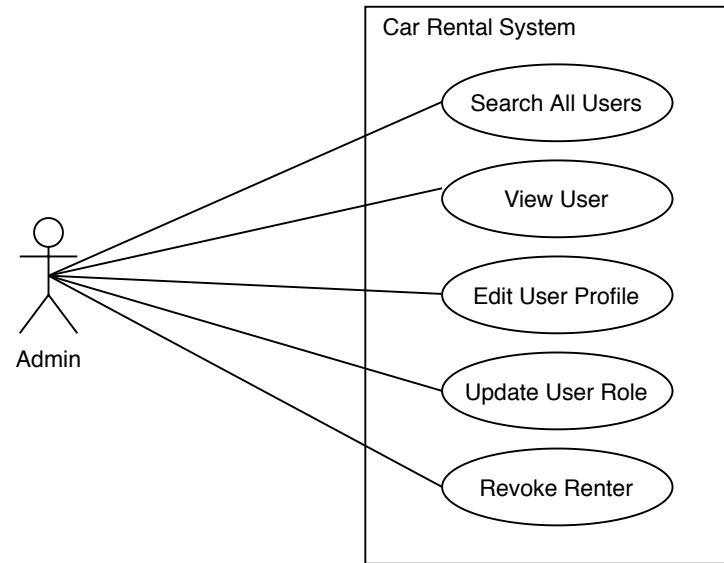 Car Rental System
Search All Users
View User
Edit User Profile
Admin
Update User Role
Revoke Renter